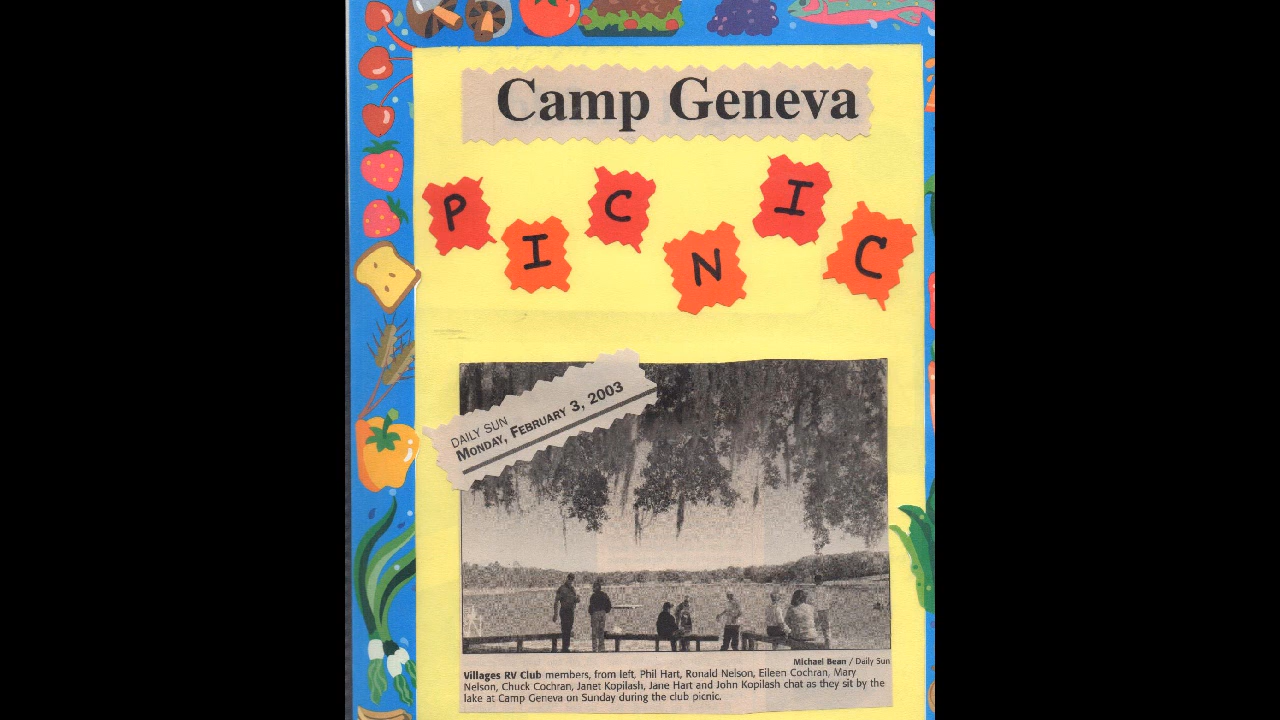 Camp Geneva
PICNIC
DAILY SUN
MONDAY, FEBRUARY 3, 2003
Michael Bean / Daily Sun
Villages RV Club members, from left, Phil Hart, Ronald Nelson, Eileen Cochran, Mary
Nelson, Chuck Cochran, Janet Kopilash, Jane Hart and John Kopilash chat as they sit by the
lake at Camp Geneva on Sunday during the club picnic.